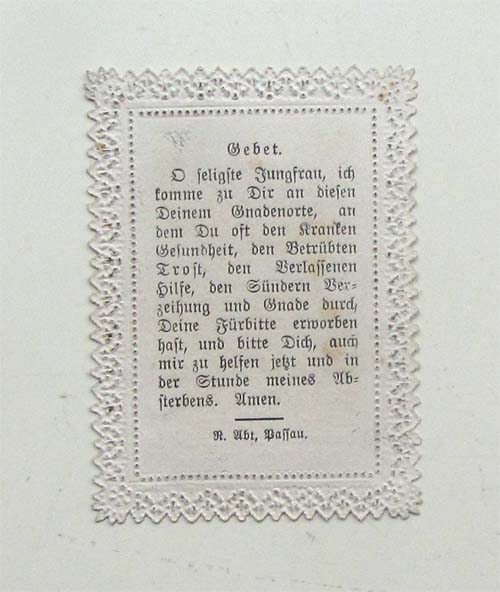 Gebet.
O seligste Jungfrau, ich
komme zu Dir an diesen
Deinem Gnadenorte, an
dem Du oft den Kranken
Gesundheit, den Betrübten
Trost, den Verlassenen
Hilfe, den Sündern Ver-
zeihung und Gnade durch
Deine Fürbitte erworben
hast, und bitte Dich, auch
mir zu helfen jetzt und in
der Stunde meines Ab-
sterbens. Amen.
R. Abt, Passau.